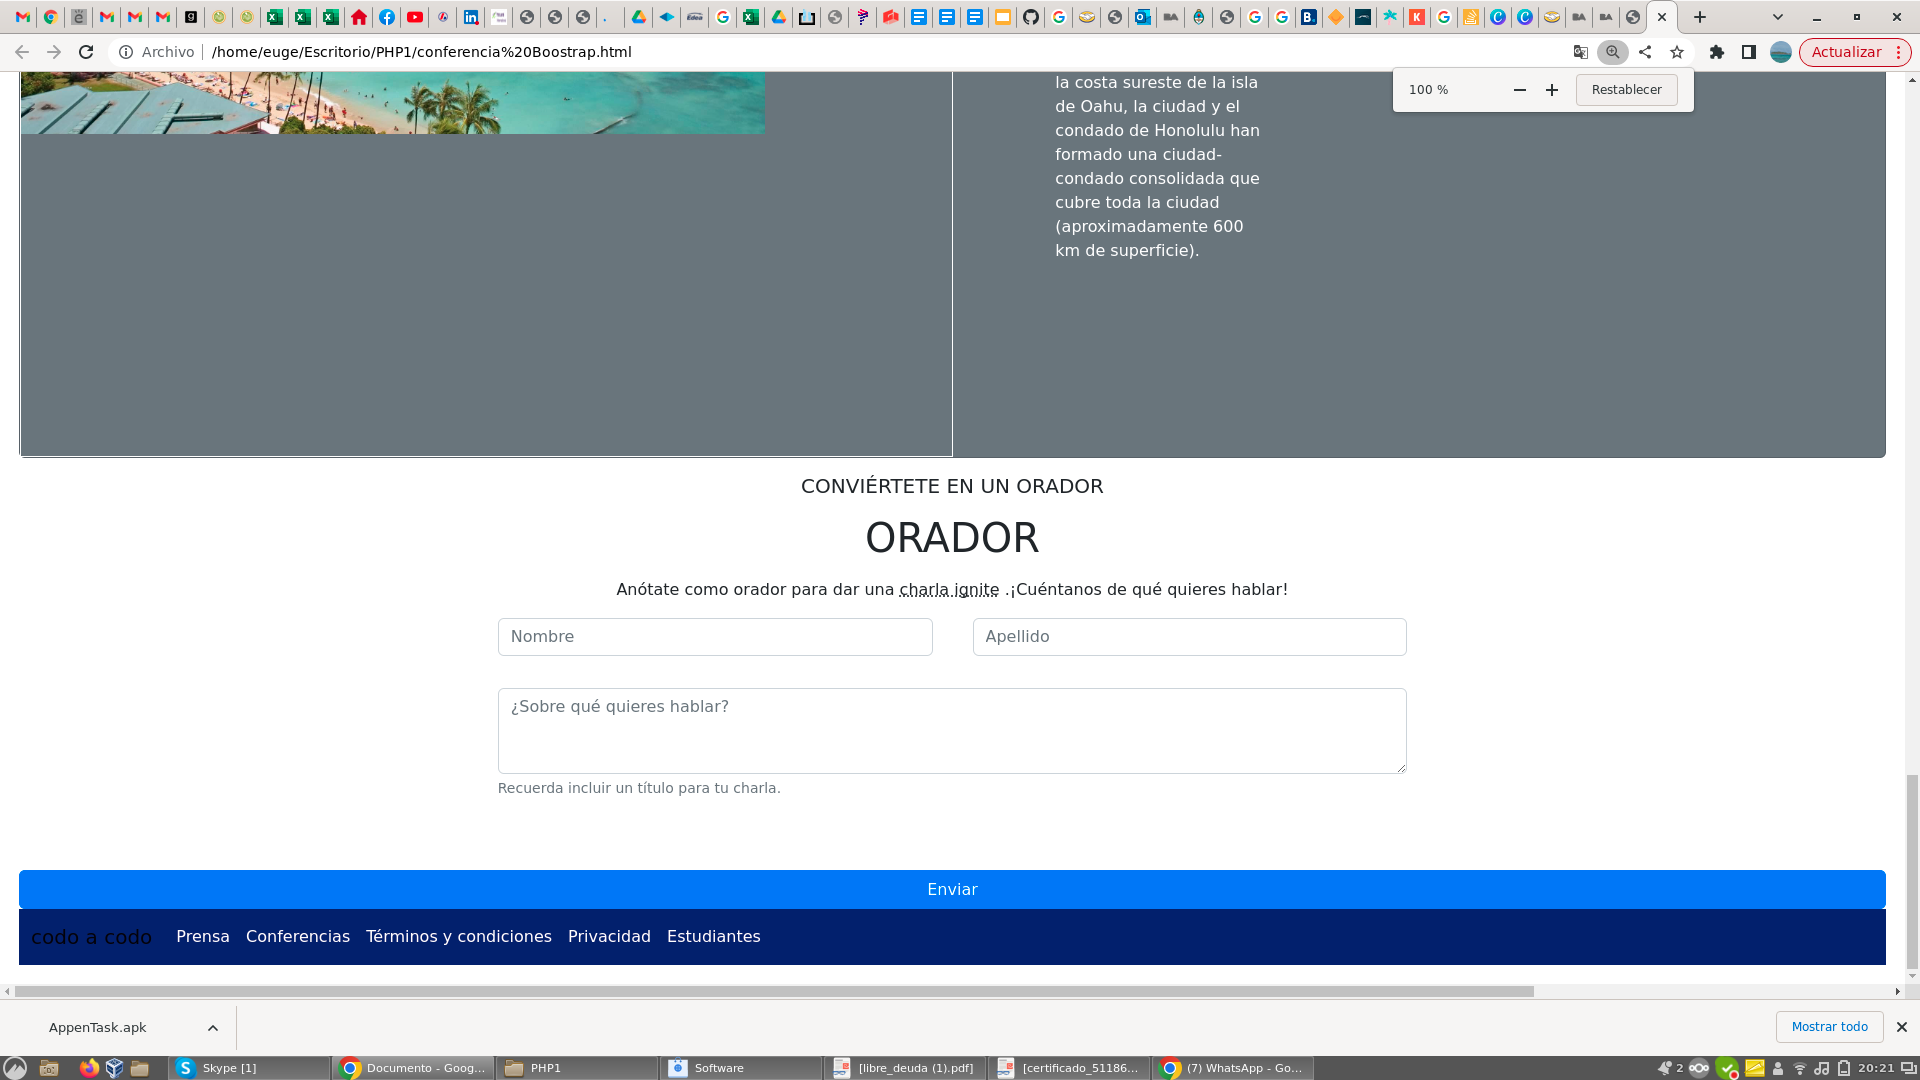 Archivo
/home/euge/Escritorio/PHP1/conferencia%20Boostrap.html
Actualizar
100 %
Restablecer
la costa sureste de la isla
de Oahu, la ciudad y el
condado de Honolulu han
formado una ciudad-
condado consolidada que
cubre toda la ciudad
(aproximadamente 600
km de superficie).
CONVIÉRTETE EN UN ORADOR
ORADOR
Anótate como orador para dar una charla ignite .¡Cuéntanos de qué quieres hablar!
Nombre
Apellido
¿Sobre qué quieres hablar?
Recuerda incluir un título para tu charla.
Enviar
codo a codo Prensa Conferencias Términos y condiciones Privacidad Estudiantes
AppenTask.apk
Mostrar todo
Skype [1]
Documento - Goog...
PHP1
Software
[libre_deuda (1).pdf]
[certificado_51186...
(7) WhatsApp - Go...
2
20:21